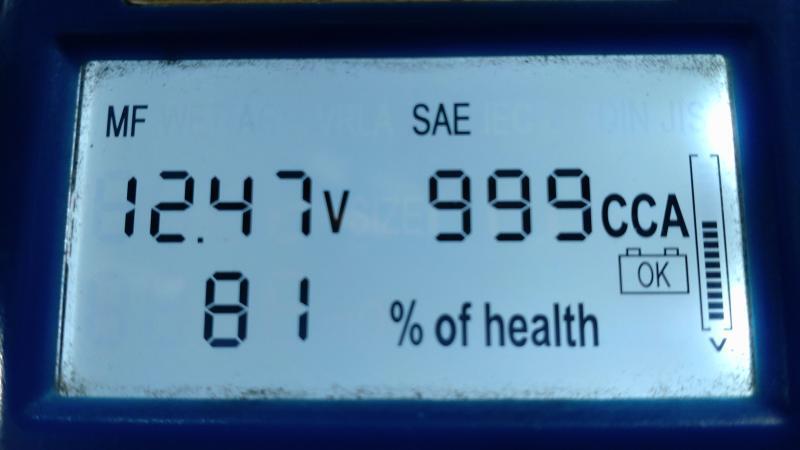 MF SAE
12.47V 999CCA
OK
81 % of health